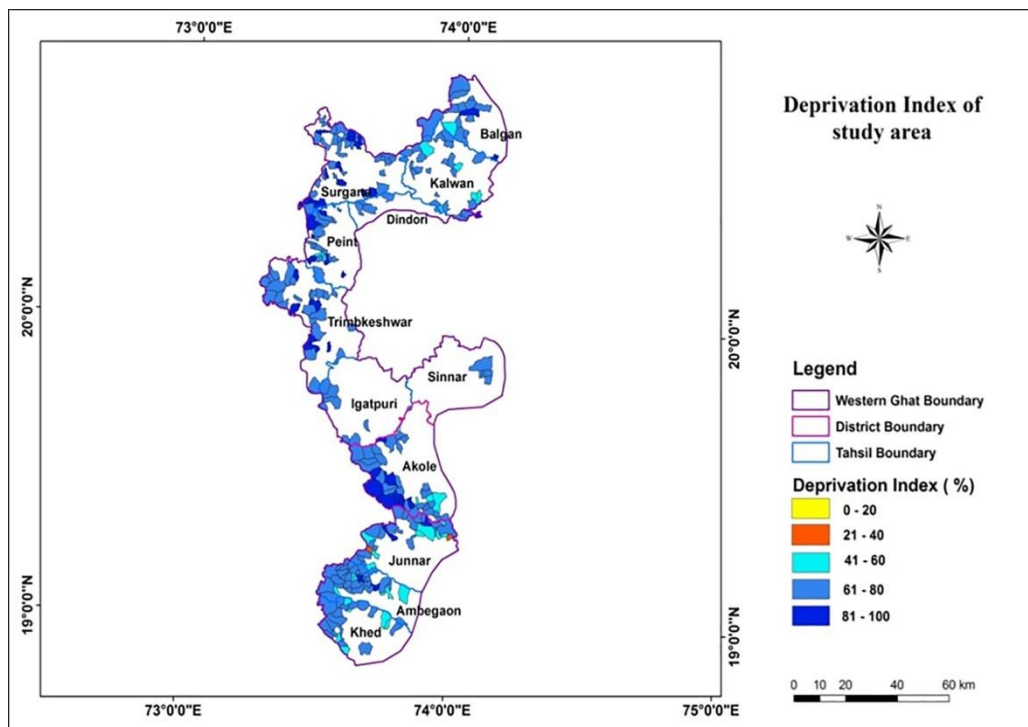 73°0'0"E
74°0'0"E
Deprivation Index of
study area
N
W
E
S
Balgan
Kalwan
Surgana
Dindori
Peint
20°0'0"N
20°0'0"N
Trimbkeshwar
Sinnar
Igatpuri
Akole
Junnar
Ambegaon
Khed
19°0'0"N
19°0'0"N
Legend
Western Ghat Boundary
District Boundary
Tahsil Boundary
Deprivation Index ( %)
0 - 20
21 - 40
41 - 60
61 - 80
81 - 100
0 10 20 40 60 km
73°0'0"E
74°0'0"E
75°0'0"E